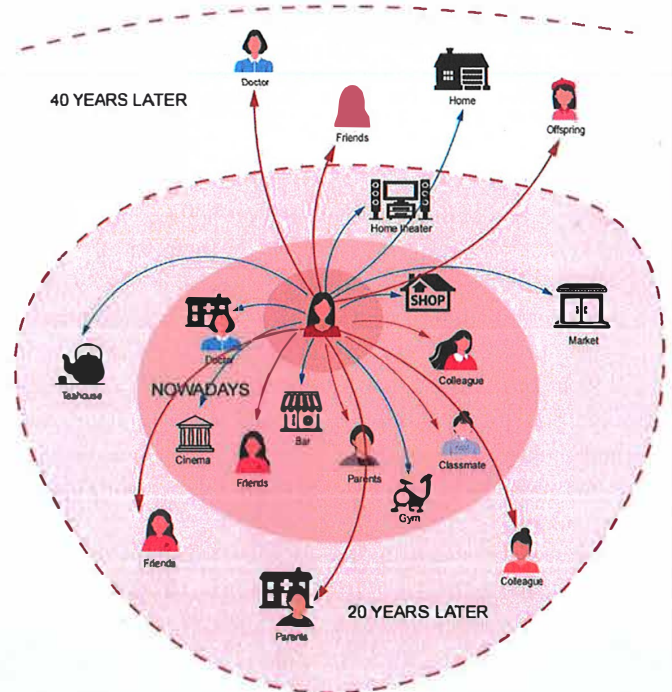 Doctor
40 YEARS LATER
Home
Friends
Offspring
Home theater
SHOP
Market
Doctor
Colleague
Teahouse
NOWADAYS
Bar
Cinema
Classmate
Friends
Parents
Gym
Friends
Colleague
20 YEARS LATER
Parents